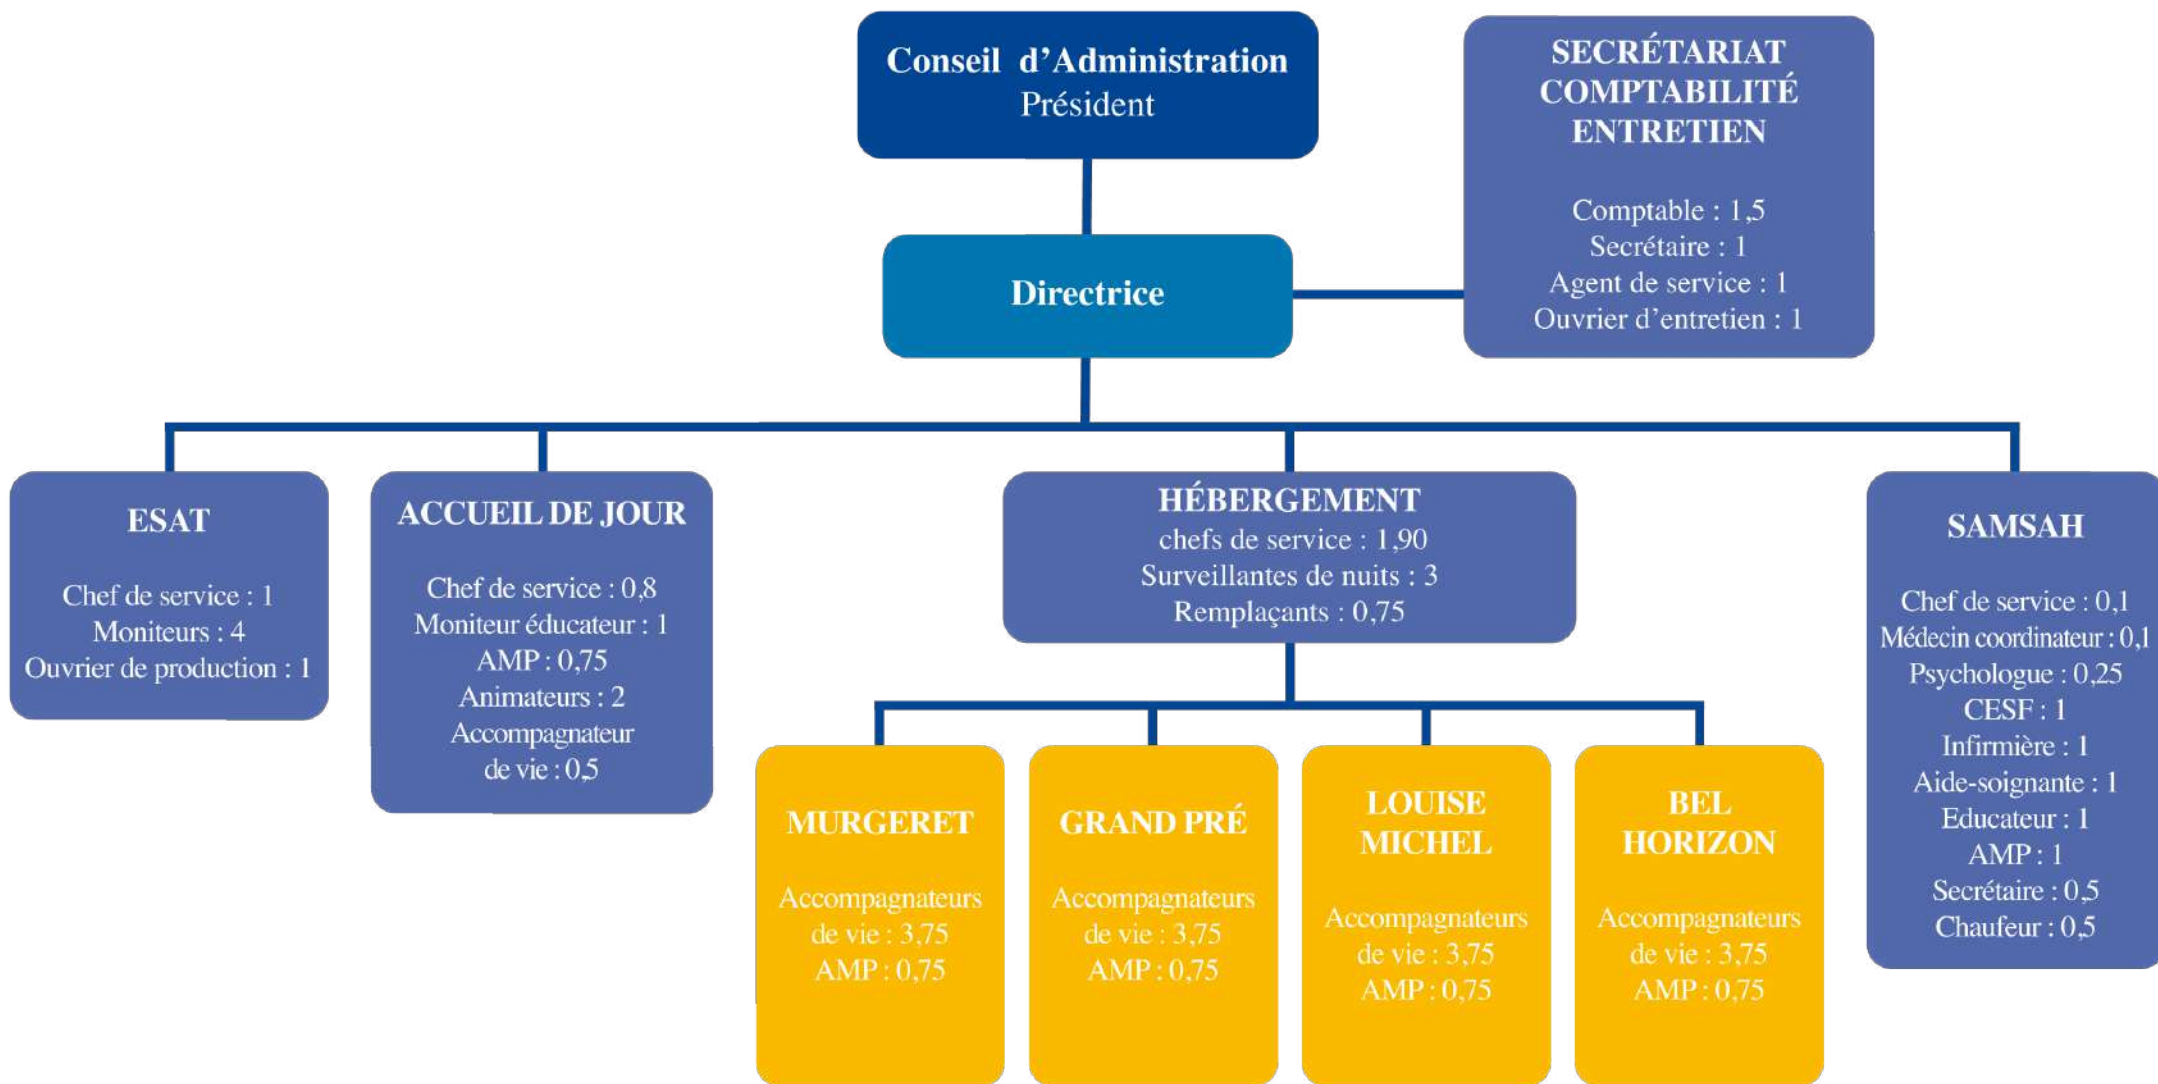 Conseil d'Administration
Président
SECRÉTARIAT
COMPTABILITÉ
ENTRETIEN
Comptable : 1,5
Secrétaire : 1
Agent de service : 1
Ouvrier d'entretien : 1
Directrice
ESAT
Chef de service : 1
Moniteurs : 4
Ouvrier de production : 1
ACCUEIL DE JOUR
Chef de service : 0,8
Moniteur éducateur : 1
AMP : 0,75
Animateurs : 2
Accompagnateur
de vie : 0,5
HÉBERGEMENT
chefs de service : 1,90
Surveillantes de nuits : 3
Remplaçants : 0,75
MURGERET
Accompagnateurs
de vie : 3,75
AMP : 0,75
GRAND PRÉ
Accompagnateurs
de vie : 3,75
AMP : 0,75
LOUISE
MICHEL
Accompagnateurs
de vie : 3,75
AMP : 0,75
BEL
HORIZON
Accompagnateurs
de vie : 3,75
AMP : 0,75
SAMSAH
Chef de service : 0,1
Médecin coordinateur : 0,1
Psychologue : 0,25
CESF : 1
Infirmière : 1
Aide-soignante : 1
Educateur : 1
AMP : 1
Secrétaire : 0,5
Chaufeur : 0,5